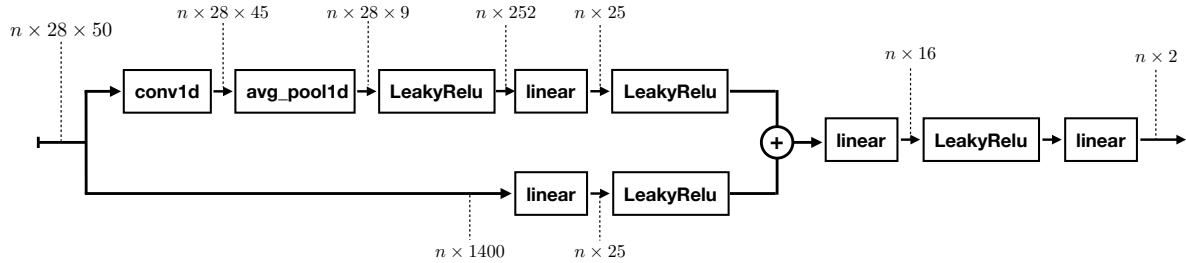 n × 28 × 50
n × 28 × 45
n × 28 × 9
n × 252
n × 25
conv1d
avg_pool1d
LeakyRelu
linear
LeakyRelu
n × 16
n × 2
+
linear
LeakyRelu
linear
linear
LeakyRelu
n × 1400
n × 25